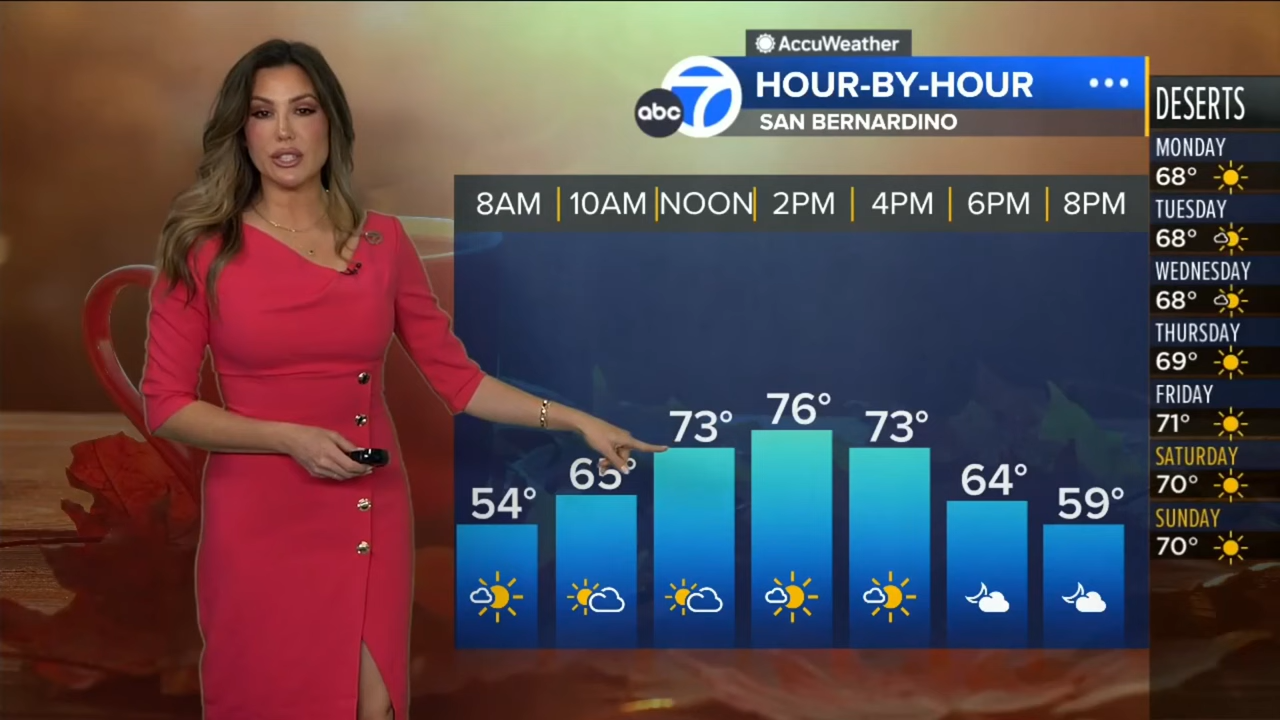 AccuWeather
abc 7
HOUR-BY-HOUR
SAN BERNARDINO
8AM 10AM NOON 2PM 4PM 6PM 8PM
54° 65° 73° 76° 73° 64° 59°
DESERTS
MONDAY
68°
TUESDAY
68°
WEDNESDAY
68°
THURSDAY
69°
FRIDAY
71°
SATURDAY
70°
SUNDAY
70°